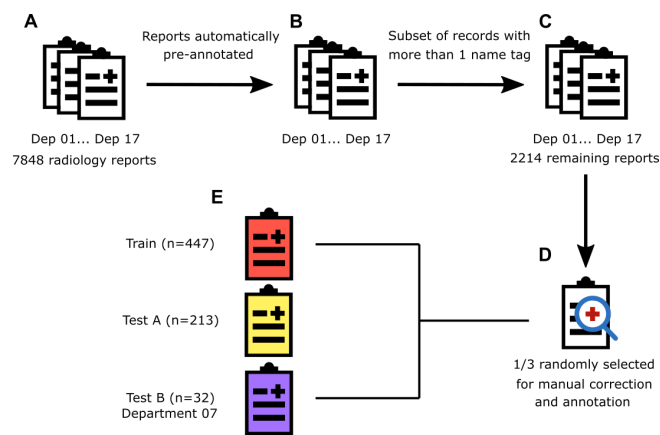 A
Reports automatically
pre-annotated
B
Subset of records with
more than 1 name tag
C
Dep 01... Dep 17
7848 radiology reports
Dep 01... Dep 17
Dep 01... Dep 17
2214 remaining reports
D
1/3 randomly selected
for manual correction
and annotation
E
Train (n=447)
Test A (n=213)
Test B (n=32)
Department 07